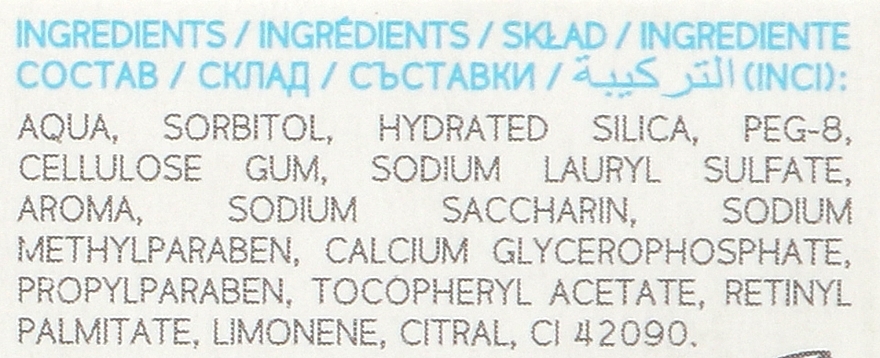 INGREDIENTS / INGRÉDIENTS / SKŁAD / INGREDIENTE
СОСТАВ / СКЛАД / СЪСТАВКИ / التركيبة (INCI):
AQUA, SORBITOL, HYDRATED SILICA, PEG-8,
CELLULOSE GUM, SODIUM LAURYL SULFATE,
AROMA, SODIUM SACCHARIN, SODIUM
METHYLPARABEN, CALCIUM GLYCEROPHOSPHATE,
PROPYLPARABEN, TOCOPHERYL ACETATE, RETINYL
PALMITATE, LIMONENE, CITRAL, CI 42090.